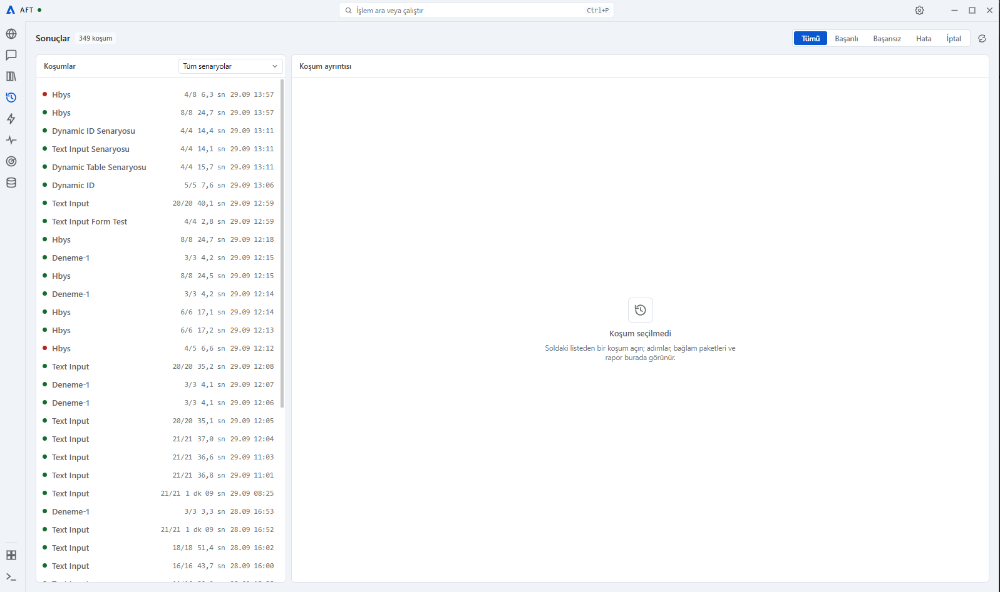 AFT
İşlem ara veya çalıştır Ctrl+P
Sonuçlar 349 koşum
Tümü Başarılı Başarısız Hata İptal
Koşumlar Tüm senaryolar
Koşum ayrıntısı
Hbys 4/8 6,3 sn 29.09 13:57
Hbys 8/8 24,7 sn 29.09 13:57
Dynamic ID Senaryosu 4/4 14,4 sn 29.09 13:11
Text Input Senaryosu 4/4 14,1 sn 29.09 13:11
Dynamic Table Senaryosu 4/4 15,7 sn 29.09 13:11
Dynamic ID 5/5 7,6 sn 29.09 13:06
Text Input 20/20 40,1 sn 29.09 12:59
Text Input Form Test 4/4 2,8 sn 29.09 12:59
Hbys 8/8 24,7 sn 29.09 12:18
Deneme-1 3/3 4,2 sn 29.09 12:15
Hbys 8/8 24,5 sn 29.09 12:15
Deneme-1 3/3 4,2 sn 29.09 12:14
Hbys 6/6 17,1 sn 29.09 12:14
Hbys 6/6 17,2 sn 29.09 12:13
Hbys 4/5 6,6 sn 29.09 12:12
Text Input 20/20 35,2 sn 29.09 12:08
Deneme-1 3/3 4,1 sn 29.09 12:07
Deneme-1 3/3 4,1 sn 29.09 12:06
Text Input 20/20 35,1 sn 29.09 12:05
Text Input 21/21 37,0 sn 29.09 12:04
Text Input 21/21 36,6 sn 29.09 11:03
Text Input 21/21 36,8 sn 29.09 11:01
Text Input 21/21 1 dk 09 sn 29.09 08:25
Deneme-1 3/3 3,3 sn 28.09 16:53
Text Input 21/21 1 dk 09 sn 28.09 16:52
Text Input 18/18 51,4 sn 28.09 16:02
Text Input 16/16 43,7 sn 28.09 16:00
Koşum seçilmedi
Soldaki listeden bir koşum açın; adımlar, bağlam paketleri ve
rapor burada görünür.